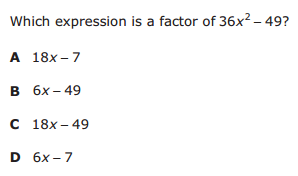 Which expression is a factor of 36x² – 49?
A 18x – 7
B 6x – 49
C 18x – 49
D 6x – 7